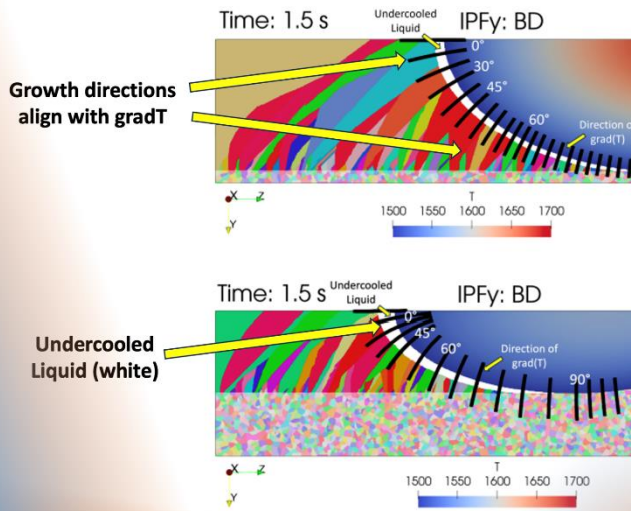 Time: 1.5 s
Undercooled
Liquid
IPFy: BD
0°
30°
45°
60°
Direction of
grad(T)
Growth directions
align with gradT
X
Z
Y
T
1500 1550 1600 1650 1700
Time: 1.5 s
Undercooled
Liquid
IPFy: BD
0°
45°
60°
90°
Direction of
grad(T)
Undercooled
Liquid (white)
X
Z
Y
T
1500 1550 1600 1650 1700